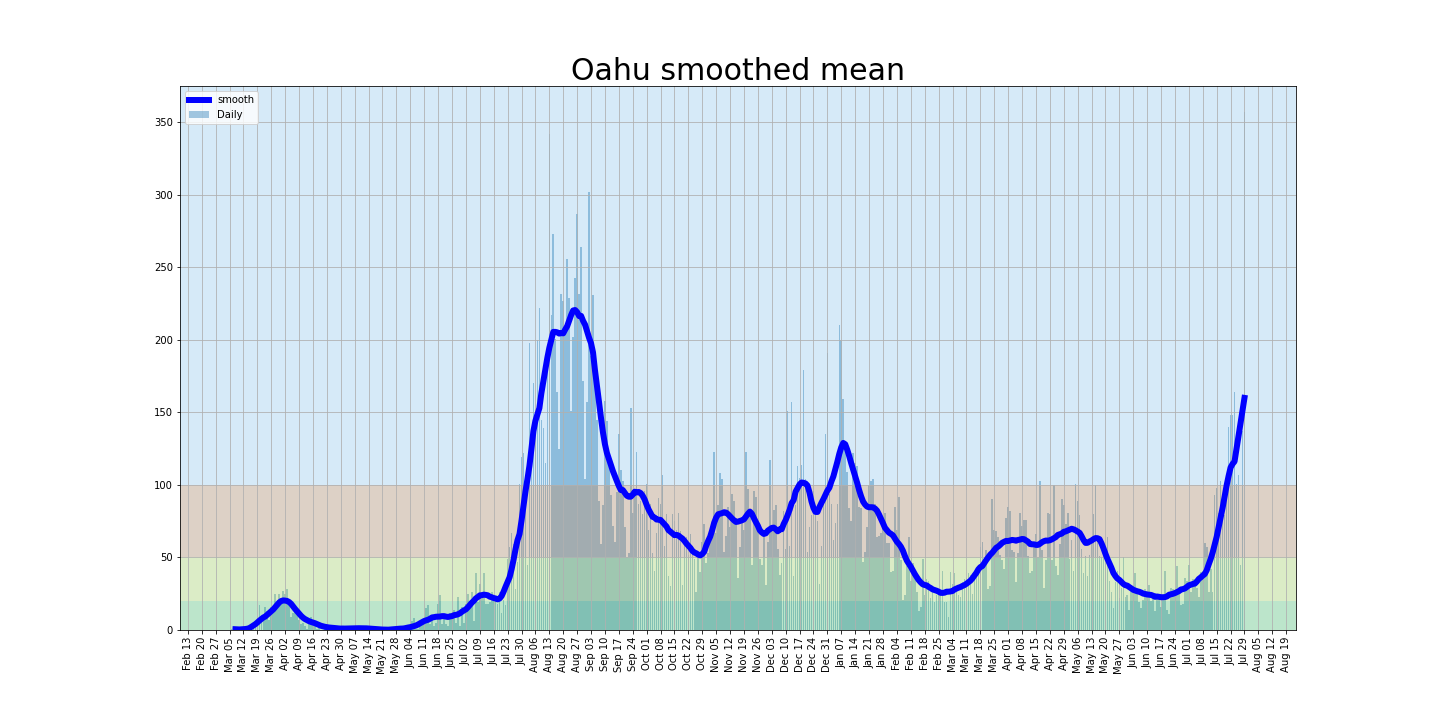 Oahu smoothed mean
smooth
Daily
350
300
250
200
150
100
50
0
Feb 13
Feb 20
Feb 27
Mar 05
Mar 12
Mar 19
Mar 26
Apr 02
Apr 09
Apr 16
Apr 23
Apr 30
May 07
May 14
May 21
May 28
Jun 04
Jun 11
Jun 18
Jun 25
Jul 02
Jul 09
Jul 16
Jul 23
Jul 30
Aug 06
Aug 13
Aug 20
Aug 27
Sep 03
Sep 10
Sep 17
Sep 24
Oct 01
Oct 08
Oct 15
Oct 22
Oct 29
Nov 05
Nov 12
Nov 19
Nov 26
Dec 03
Dec 10
Dec 17
Dec 24
Dec 31
Jan 07
Jan 14
Jan 21
Jan 28
Feb 04
Feb 11
Feb 18
Feb 25
Mar 04
Mar 11
Mar 18
Mar 25
Apr 01
Apr 08
Apr 15
Apr 22
Apr 29
May 06
May 13
May 20
May 27
Jun 03
Jun 10
Jun 17
Jun 24
Jul 01
Jul 08
Jul 15
Jul 22
Jul 29
Aug 05
Aug 12
Aug 19